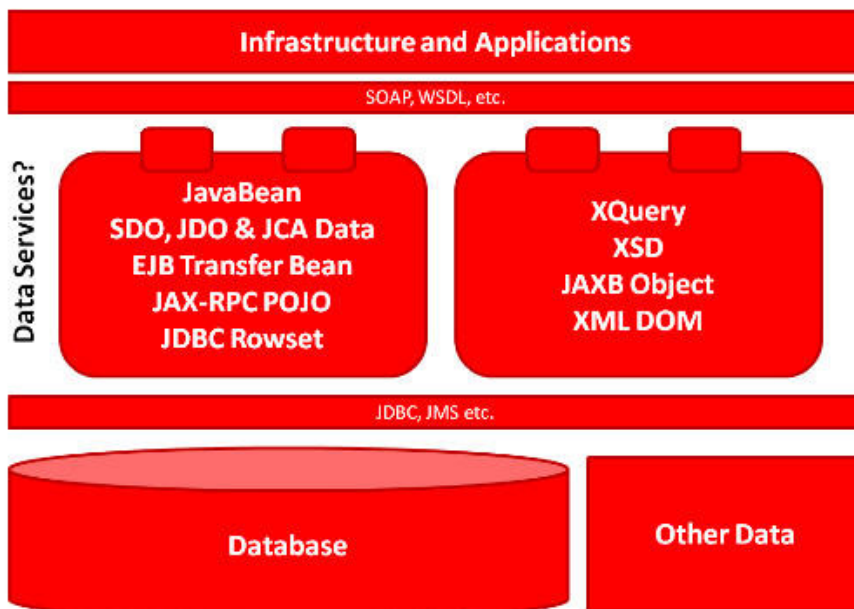 Infrastructure and Applications
SOAP, WSDL, etc.
Data Services?
JavaBean
SDO, JDO & JCA Data
EJB Transfer Bean
JAX-RPC POJO
JDBC Rowset
XQuery
XSD
JAXB Object
XML DOM
JDBC, JMS etc.
Database
Other Data